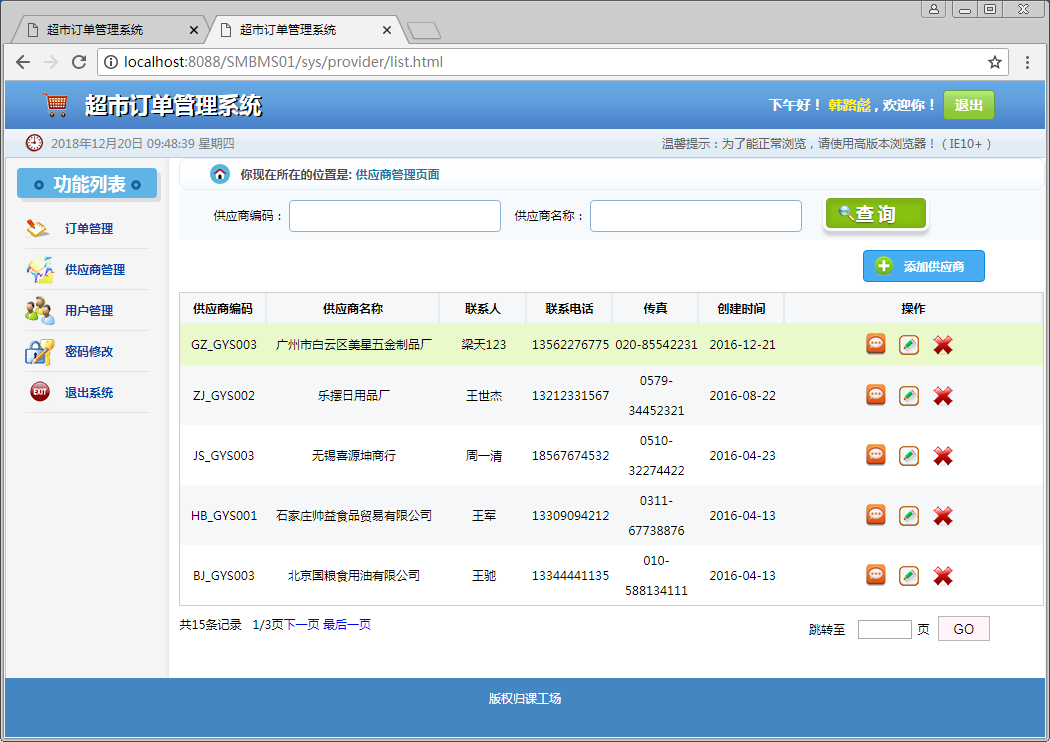 超市订单管理系统 超市订单管理系统
localhost:8088/SMBMS01/sys/provider/list.html
超市订单管理系统 下午好！ 韩路彪 , 欢迎你！ 退出
2018年12月20日 09:48:39 星期四 温馨提示：为了能正常浏览，请使用高版本浏览器！（IE10+）
功能列表
订单管理
供应商管理
用户管理
密码修改
EXIT 退出系统
你现在所在的位置是: 供应商管理页面
供应商编码： 供应商名称： 查 询
添加供应商
供应商编码 供应商名称 联系人 联系电话 传真 创建时间 操作
GZ_GYS003 广州市白云区美星五金制品厂 梁天123 13562276775 020-85542231 2016-12-21
ZJ_GYS002 乐摆日用品厂 王世杰 13212331567 0579-34452321 2016-08-22
JS_GYS003 无锡喜源坤商行 周一清 18567674532 0510-32274422 2016-04-23
HB_GYS001 石家庄帅益食品贸易有限公司 王军 13309094212 0311-67738876 2016-04-13
BJ_GYS003 北京国粮食用油有限公司 王驰 13344441135 010-588134111 2016-04-13
共15条记录 1/3页下一页 最后一页 跳转至 页 GO
版权归课工场